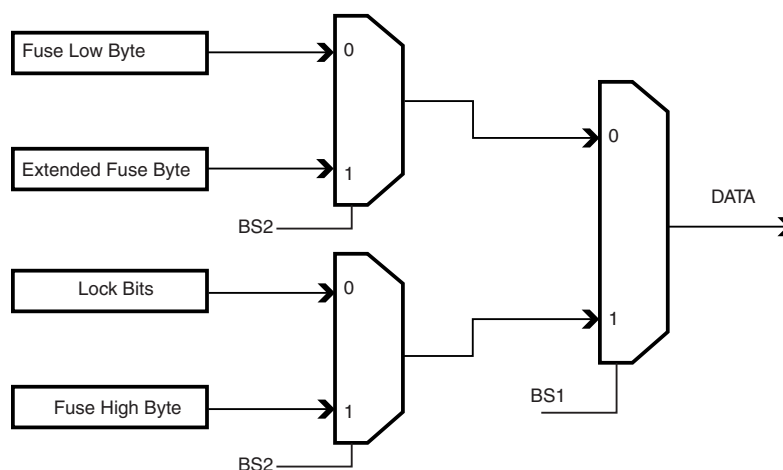 Fuse Low Byte
0
Extended Fuse Byte
1
BS2
0
DATA
Lock Bits
0
1
Fuse High Byte
1
BS1
BS2